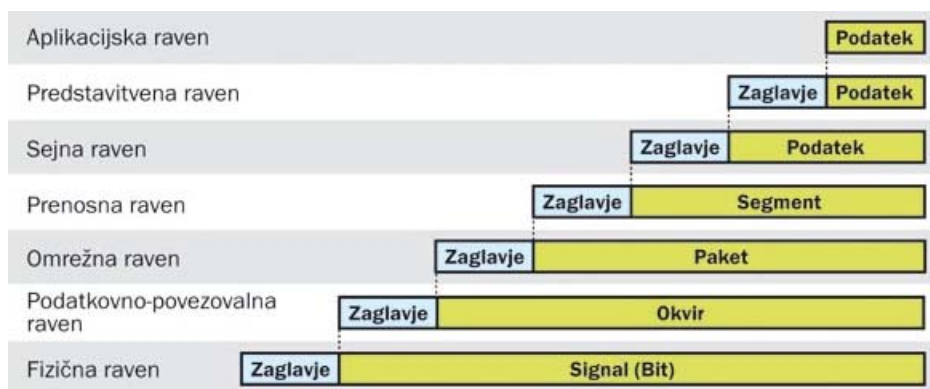 Aplikacijska raven Podatek
Predstavitvena raven Zaglavje Podatek
Sejna raven Zaglavje Podatek
Prenosna raven Zaglavje Segment
Omrežna raven Zaglavje Paket
Podatkovno-povezovalna
raven Zaglavje Okvir
Fizična raven Zaglavje Signal (Bit)